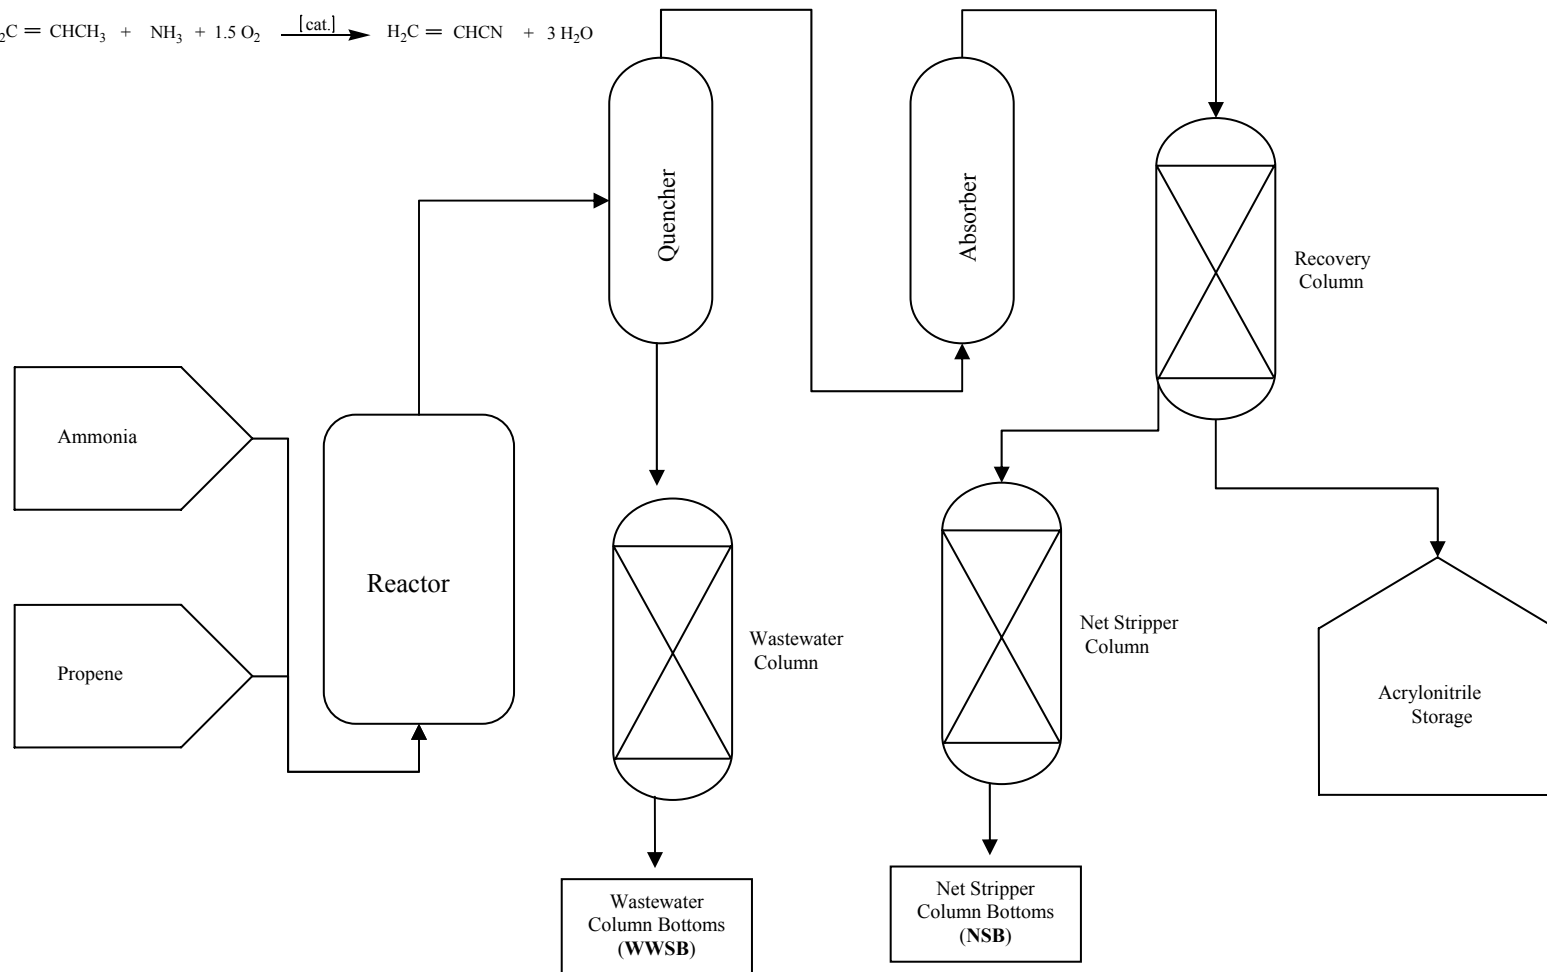 ₂C = CHCH₃ + NH₃ + 1.5 O₂ [cat.] H₂C = CHCN + 3 H₂O
Quencher
Absorber
Recovery
Column
Ammonia
Reactor
Propene
Wastewater
Column
Net Stripper
Column
Acrylonitrile
Storage
Wastewater
Column Bottoms
(WWSB)
Net Stripper
Column Bottoms
(NSB)